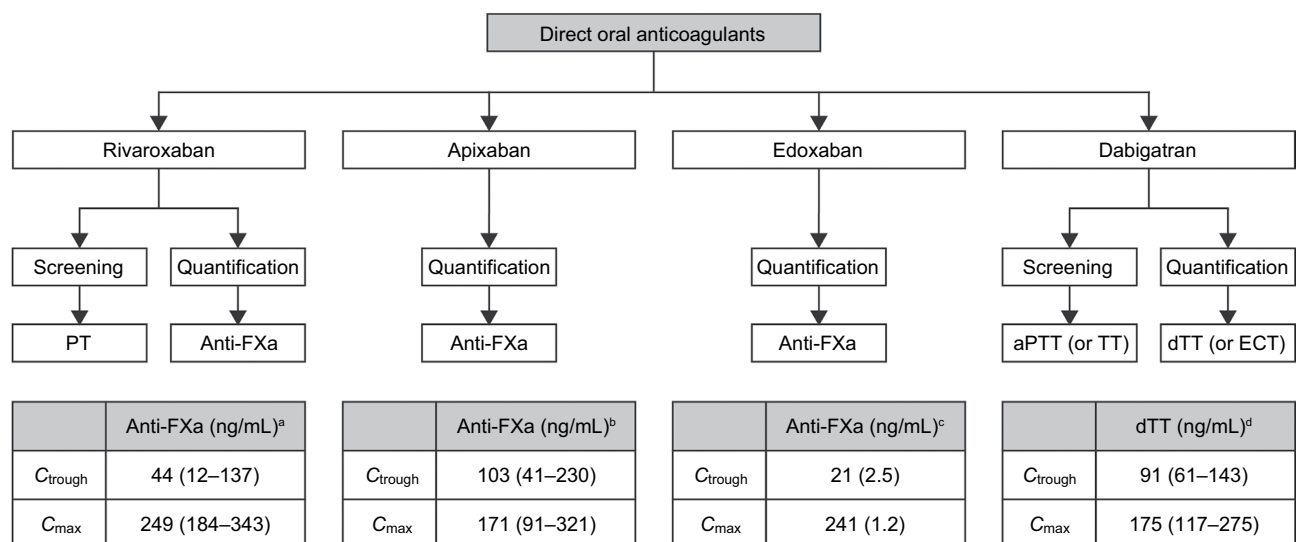 Direct oral anticoagulants
Rivaroxaban Apixaban Edoxaban Dabigatran
Screening Quantification Quantification Quantification Screening Quantification
PT Anti-FXa Anti-FXa Anti-FXa aPTT (or TT) dTT (or ECT)
Anti-FXa (ng/mL)ᵃ Anti-FXa (ng/mL)ᵇ Anti-FXa (ng/mL)ᶜ dTT (ng/mL)ᵈ
Ctrough 44 (12–137) Ctrough 103 (41–230) Ctrough 21 (2.5) Ctrough 91 (61–143)
Cmax 249 (184–343) Cmax 171 (91–321) Cmax 241 (1.2) Cmax 175 (117–275)